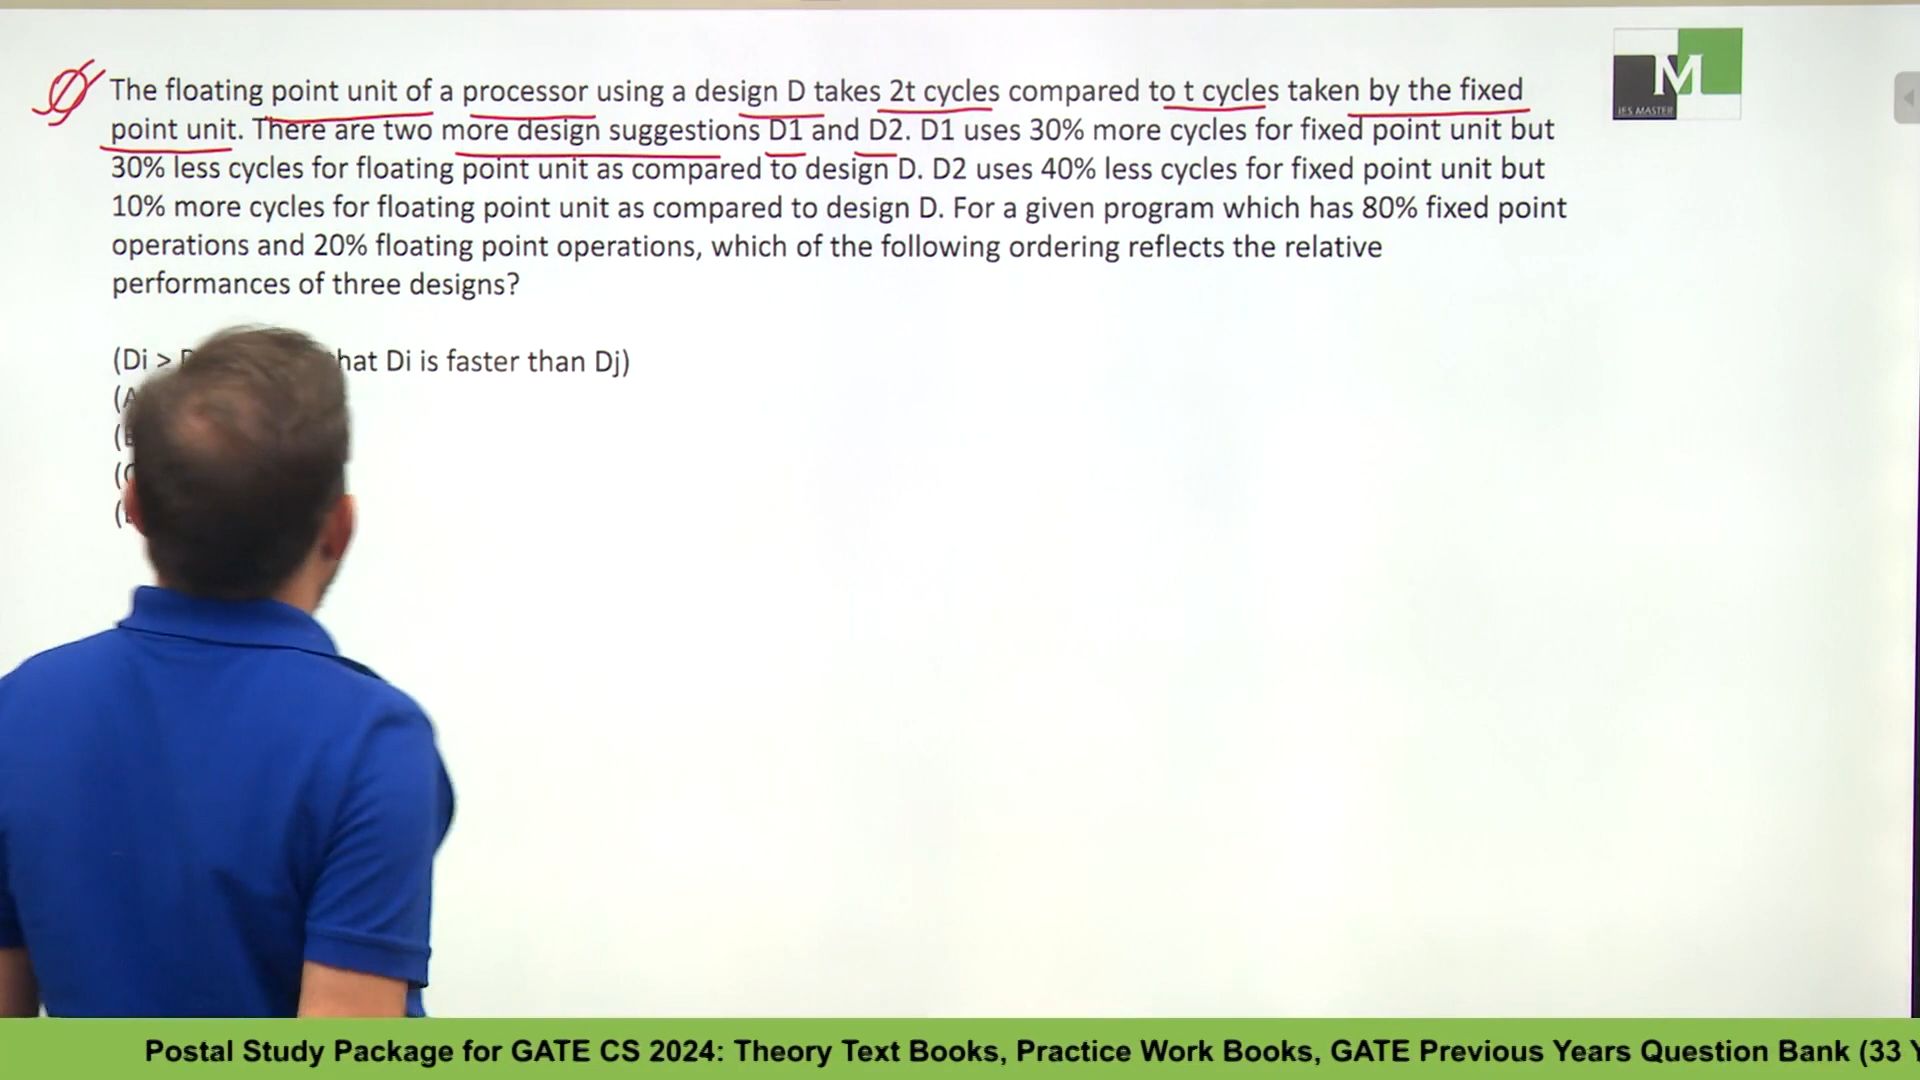 The floating point unit of a processor using a design D takes 2t cycles compared to t cycles taken by the fixed
point unit. There are two more design suggestions D1 and D2. D1 uses 30% more cycles for fixed point unit but
30% less cycles for floating point unit as compared to design D. D2 uses 40% less cycles for fixed point unit but
10% more cycles for floating point unit as compared to design D. For a given program which has 80% fixed point
operations and 20% floating point operations, which of the following ordering reflects the relative
performances of three designs?
(Di > hat Di is faster than Dj)
M
IES MASTER
Postal Study Package for GATE CS 2024: Theory Text Books, Practice Work Books, GATE Previous Years Question Bank (33 Y